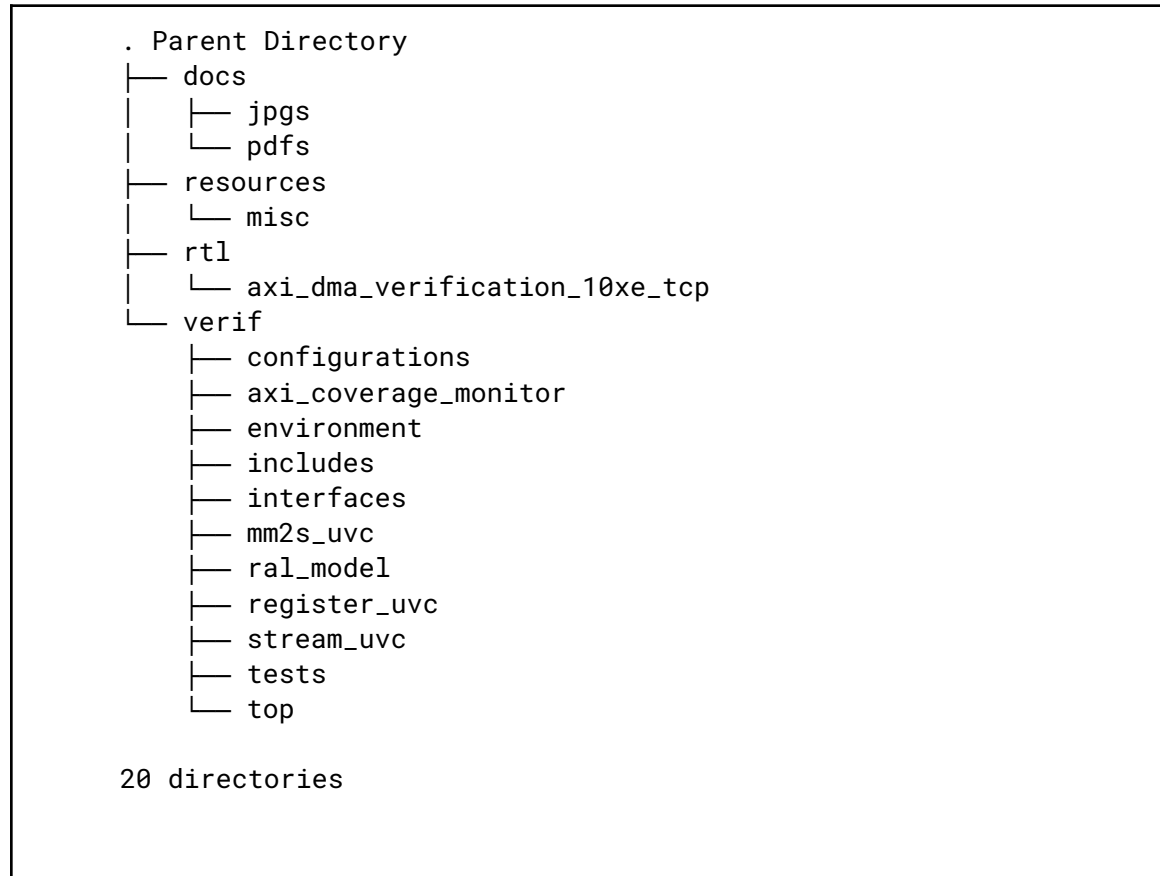 . Parent Directory
├── docs
│   ├── jpgs
│   └── pdfs
├── resources
│   └── misc
├── rtl
│   └── axi_dma_verification_10xe_tcp
└── verif
    ├── configurations
    ├── axi_coverage_monitor
    ├── environment
    ├── includes
    ├── interfaces
    ├── mm2s_uvc
    ├── ral_model
    ├── register_uvc
    ├── stream_uvc
    ├── tests
    └── top
20 directories